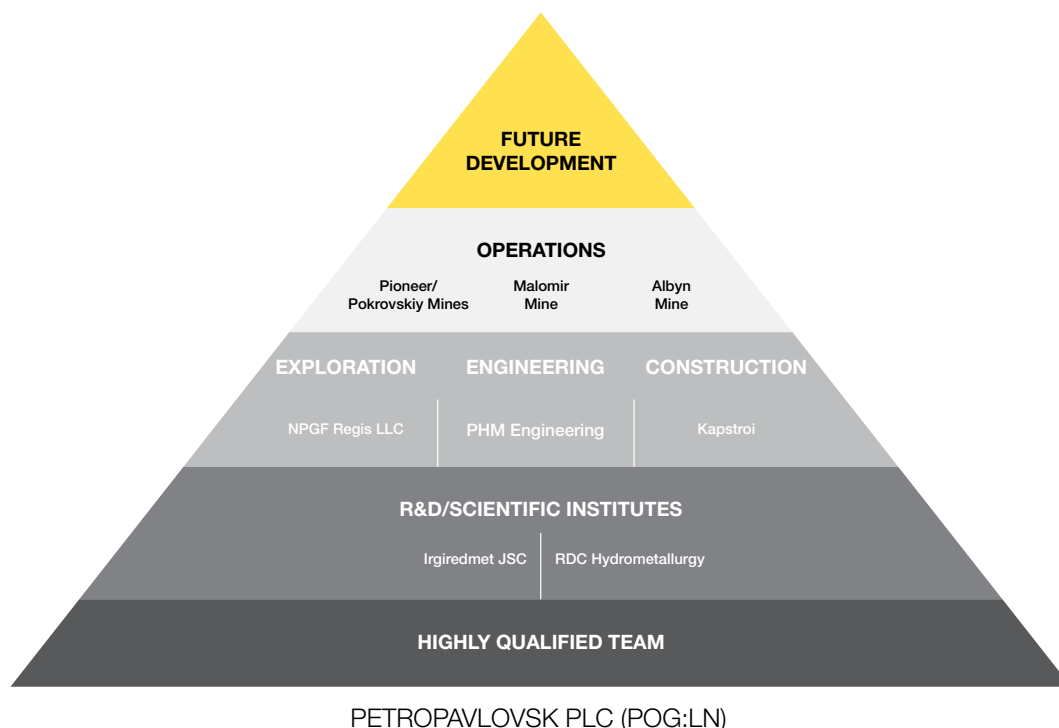 FUTURE
DEVELOPMENT
OPERATIONS
Pioneer/
Pokrovskiy Mines
Malomir
Mine
Albyn
Mine
EXPLORATION
ENGINEERING
CONSTRUCTION
NPGF Regis LLC
PHM Engineering
Kapstroi
R&D/SCIENTIFIC INSTITUTES
Irgiredmet JSC
RDC Hydrometallurgy
HIGHLY QUALIFIED TEAM
PETROPAVLOVSK PLC (POG:LN)